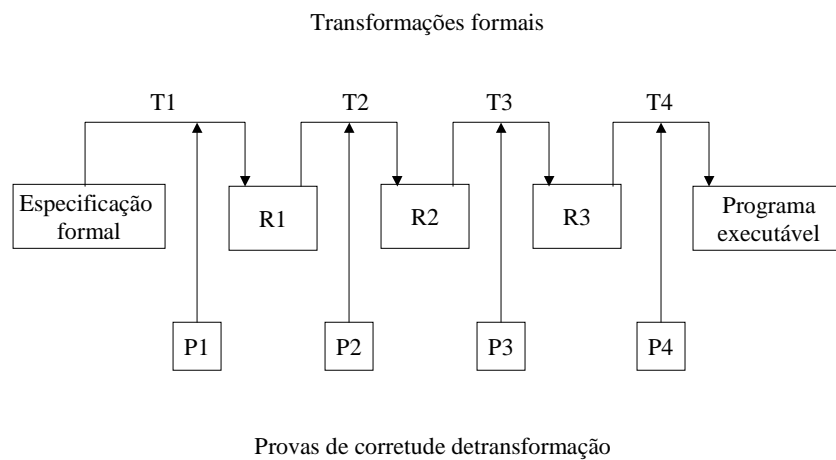 Transformações formais
T1 T2 T3 T4
Especificação
formal
R1
R2
R3
Programa
executável
P1 P2 P3 P4
Provas de corretude detransformação